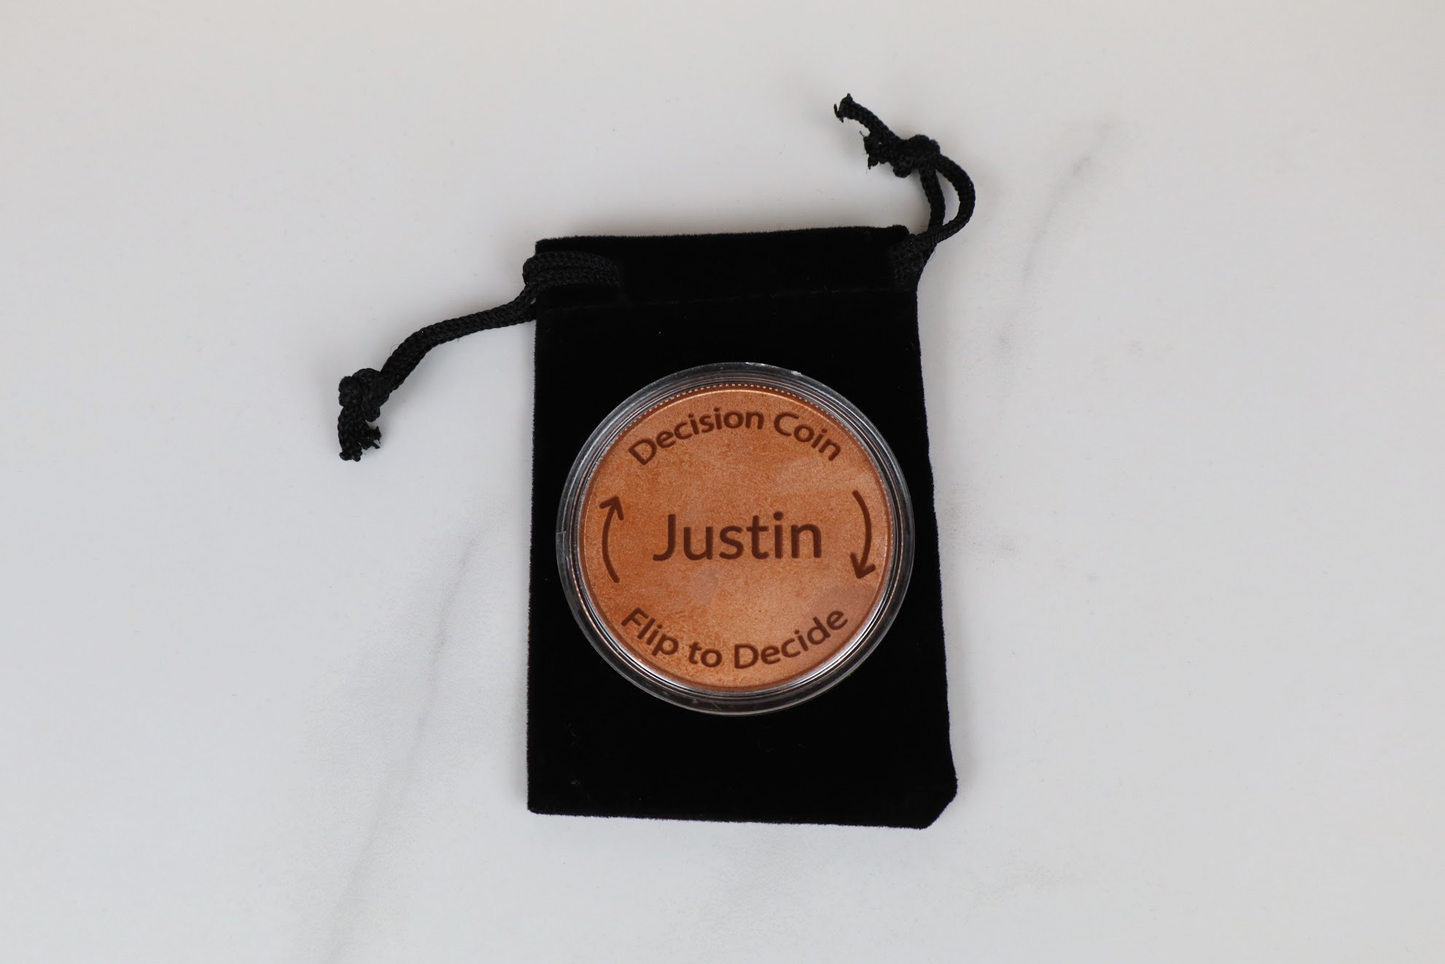 Decision Coin
Justin
Flip to Decide